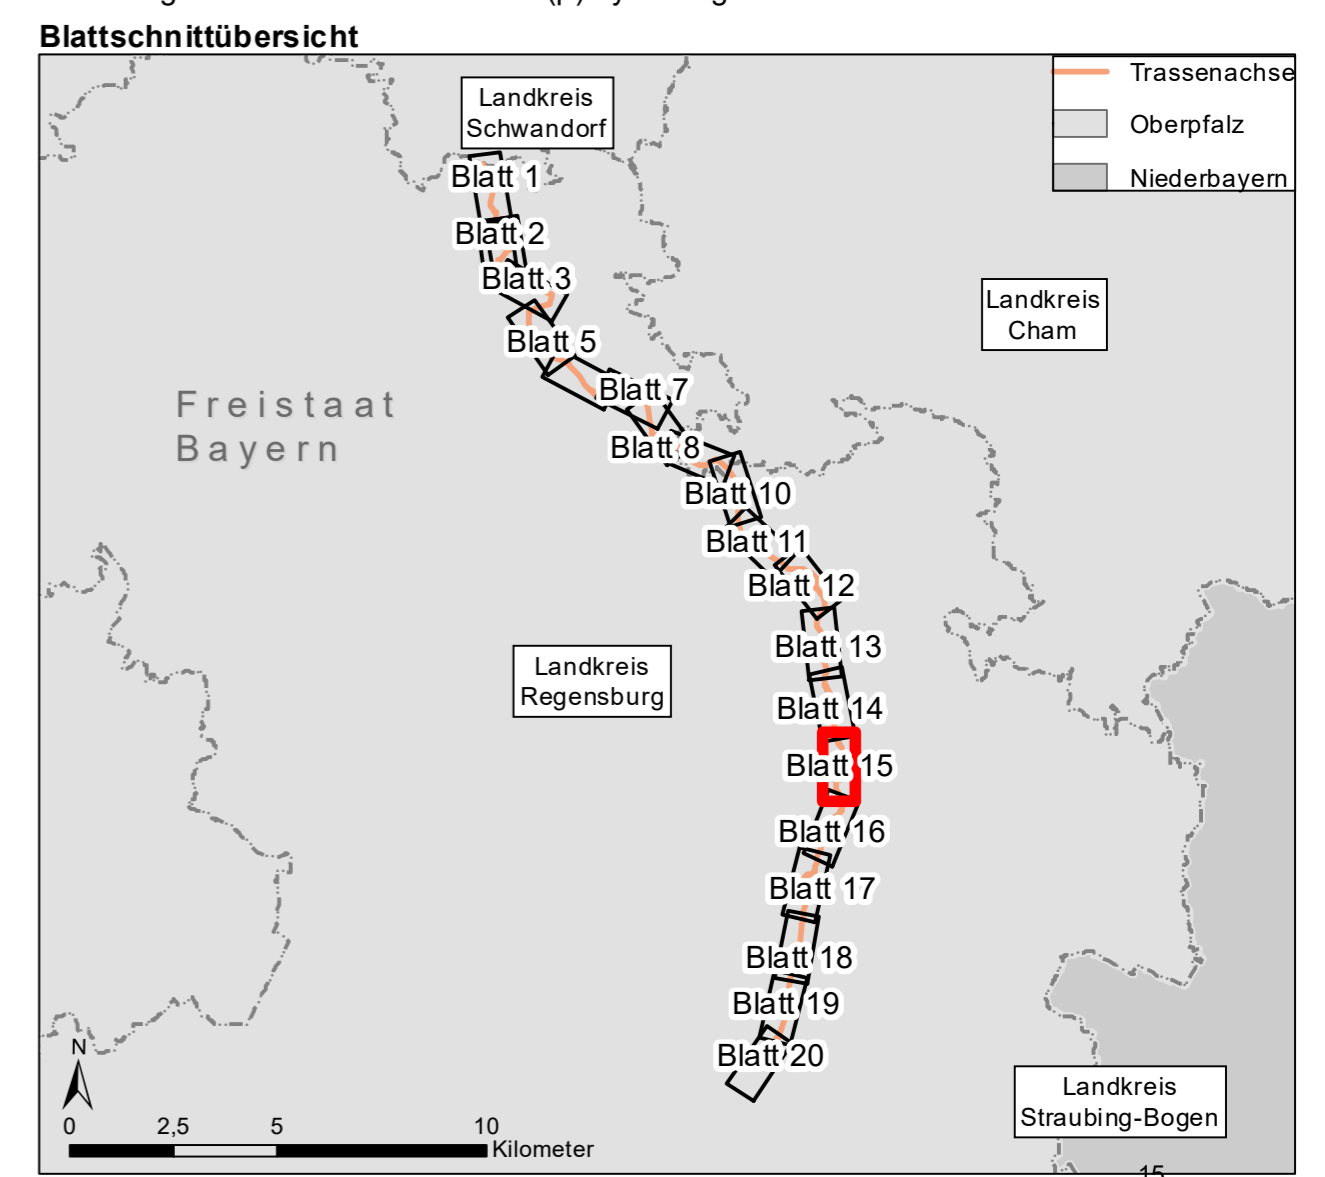 Blattschnittübersicht
Trassenachse
Oberpfalz
Niederbayern
Landkreis
Schwandorf
Blatt 1
Blatt 2
Blatt 3
Landkreis
Cham
Blatt 5
Freistaat
Bayern
Blatt 7
Blatt 8
Blatt 10
Blatt 11
Blatt 12
Blatt 13
Landkreis
Regensburg
Blatt 14
Blatt 15
Blatt 16
Blatt 17
Blatt 18
Blatt 19
Blatt 20
N
Landkreis
Straubing-Bogen
0 2,5 5 10
Kilometer
15